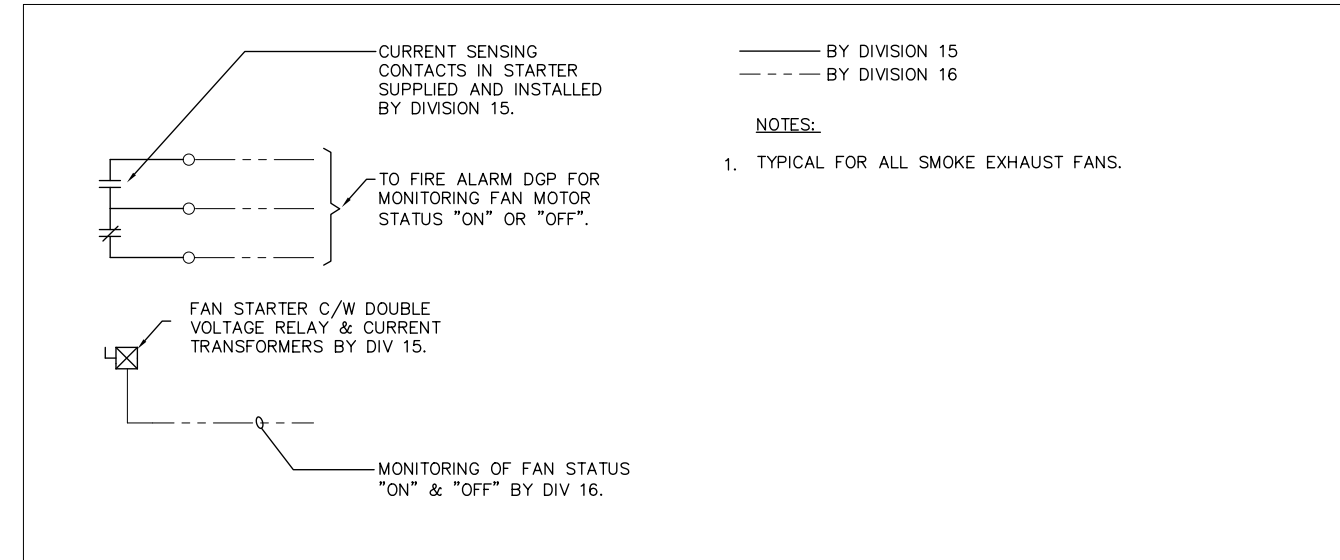 CURRENT SENSING
CONTACTS IN STARTER
SUPPLIED AND INSTALLED
BY DIVISION 15.
TO FIRE ALARM DGP FOR
MONITORING FAN MOTOR
STATUS "ON" OR "OFF".
FAN STARTER C/W DOUBLE
VOLTAGE RELAY & CURRENT
TRANSFORMERS BY DIV 15.
MONITORING OF FAN STATUS
"ON" & "OFF" BY DIV 16.
BY DIVISION 15
BY DIVISION 16
NOTES:
1. TYPICAL FOR ALL SMOKE EXHAUST FANS.